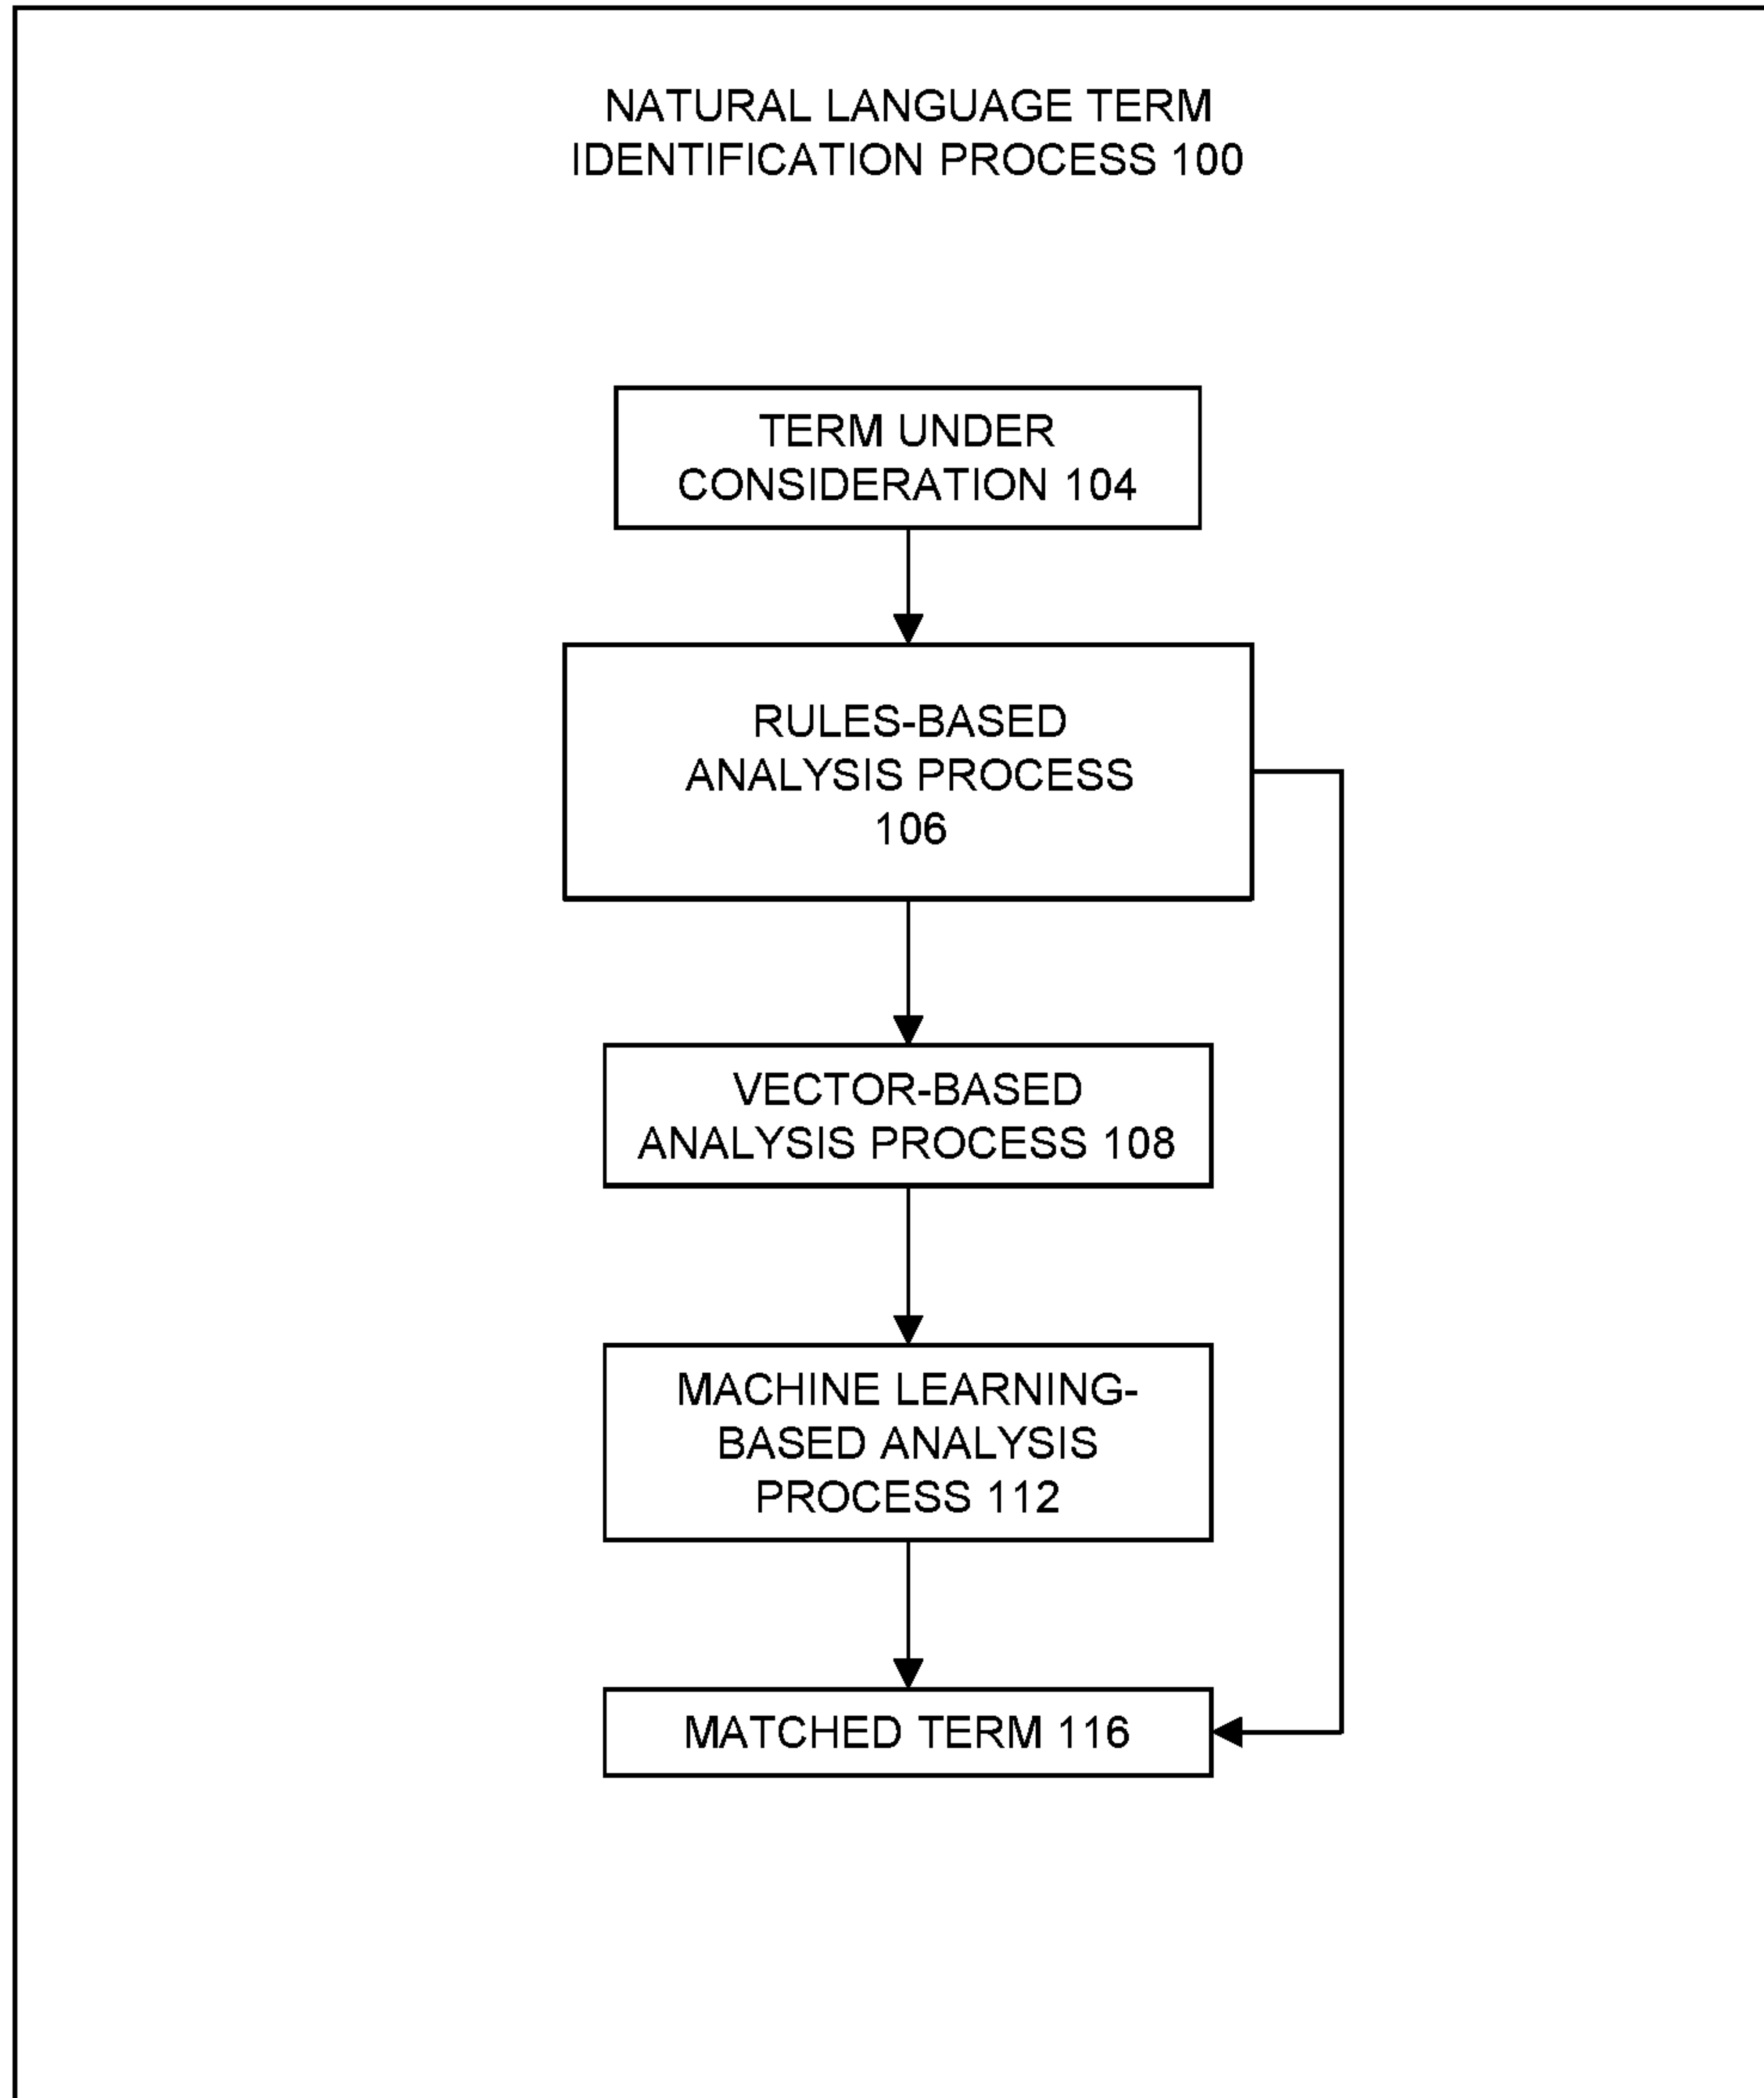 NATURAL LANGUAGE TERM
IDENTIFICATION PROCESS 100
TERM UNDER
CONSIDERATION 104
RULES-BASED
ANALYSIS PROCESS
106
VECTOR-BASED
ANALYSIS PROCESS 108
MACHINE LEARNING-
BASED ANALYSIS
PROCESS 112
MATCHED TERM 116